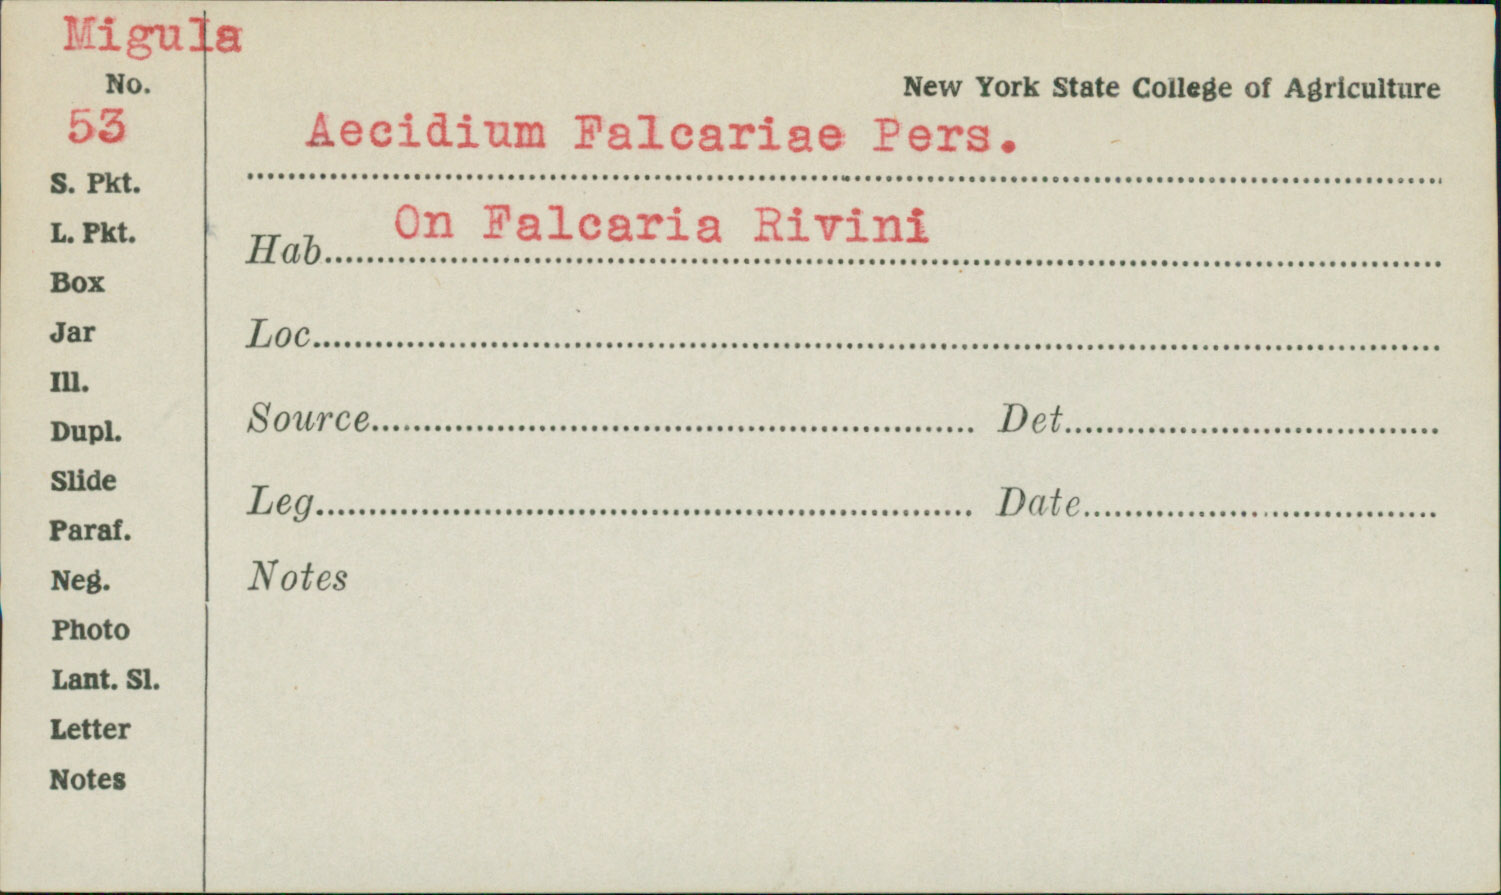 Migula
No.
53
S. Pkt.
L. Pkt.
Box
Jar
Ill.
Dupl.
Slide
Paraf.
Neg.
Photo
Lant. Sl.
Letter
Notes
New York State College of Agriculture
Aecidium Falcariae Pers.
Hab. On Falcaria Rivini
Loc.
Source Det.
Leg. Date
Notes